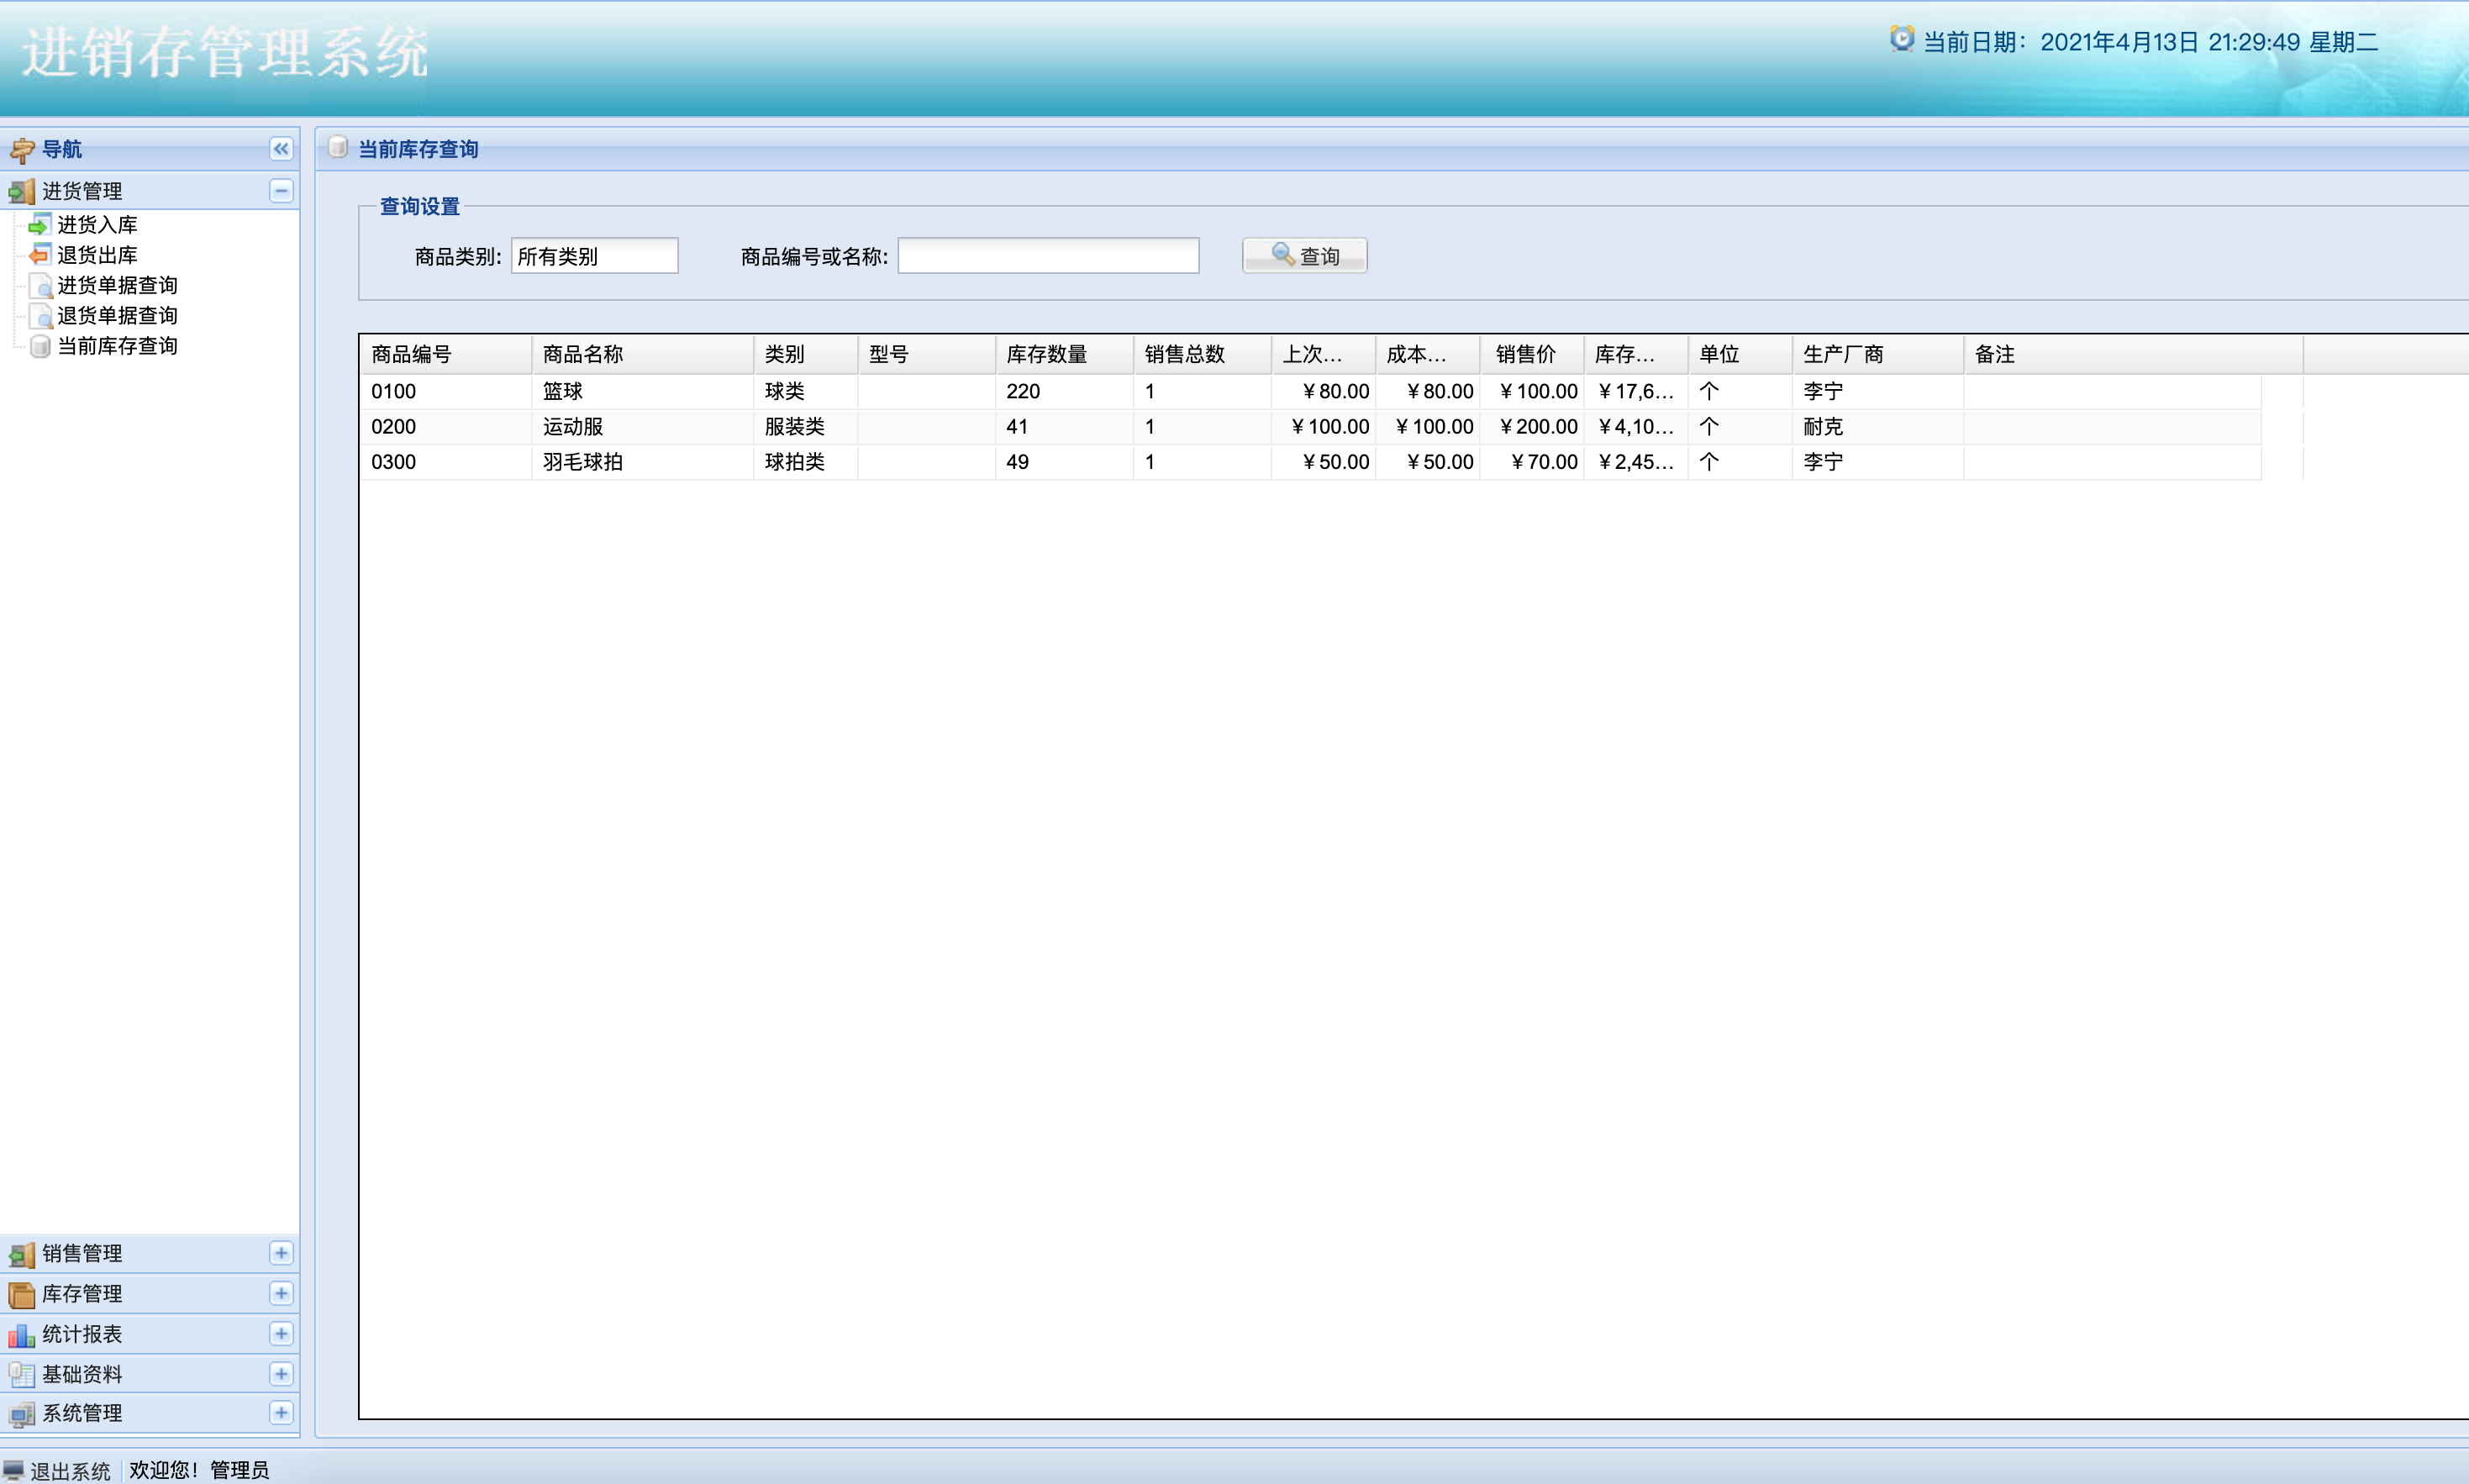 进销存管理系统
当前日期：2021年4月13日 21:29:49 星期二
导航
进货管理
进货入库
退货出库
进货单据查询
退货单据查询
当前库存查询
销售管理
库存管理
统计报表
基础资料
系统管理
当前库存查询
查询设置
商品类别: 所有类别 商品编号或名称: 查询
商品编号 商品名称 类别 型号 库存数量 销售总数 上次... 成本... 销售价 库存... 单位 生产厂商 备注
0100 篮球 球类 220 1 ￥80.00 ￥80.00 ￥100.00 ￥17,6... 个 李宁
0200 运动服 服装类 41 1 ￥100.00 ￥100.00 ￥200.00 ￥4,10... 个 耐克
0300 羽毛球拍 球拍类 49 1 ￥50.00 ￥50.00 ￥70.00 ￥2,45... 个 李宁
退出系统 欢迎您！管理员